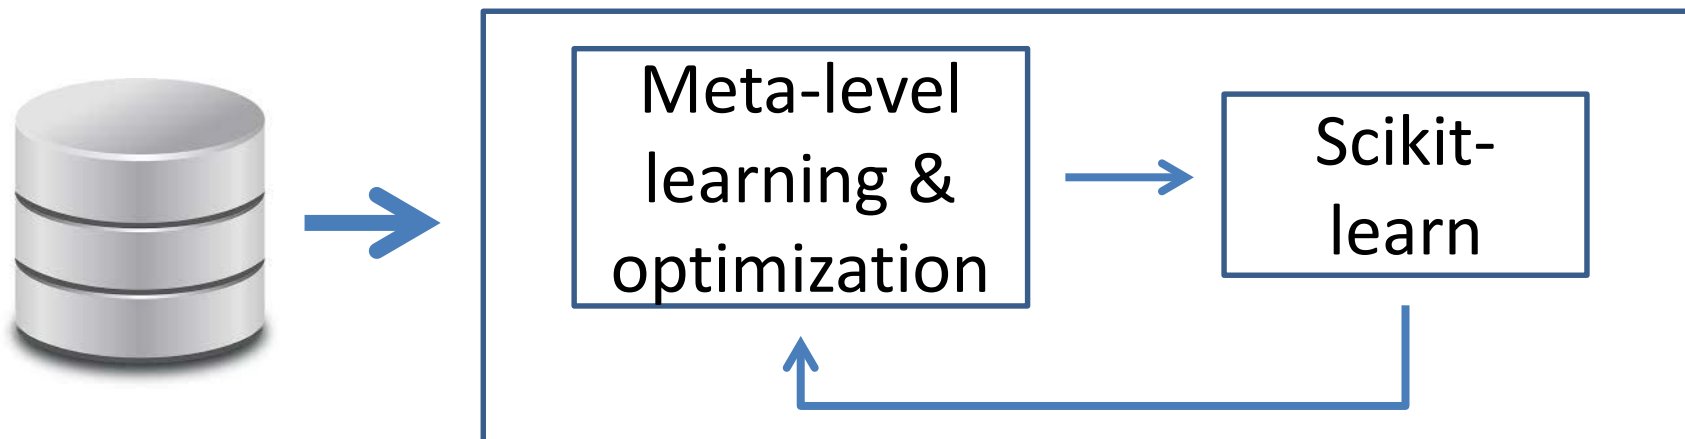 Meta-level
learning &
optimization
Scikit-
learn